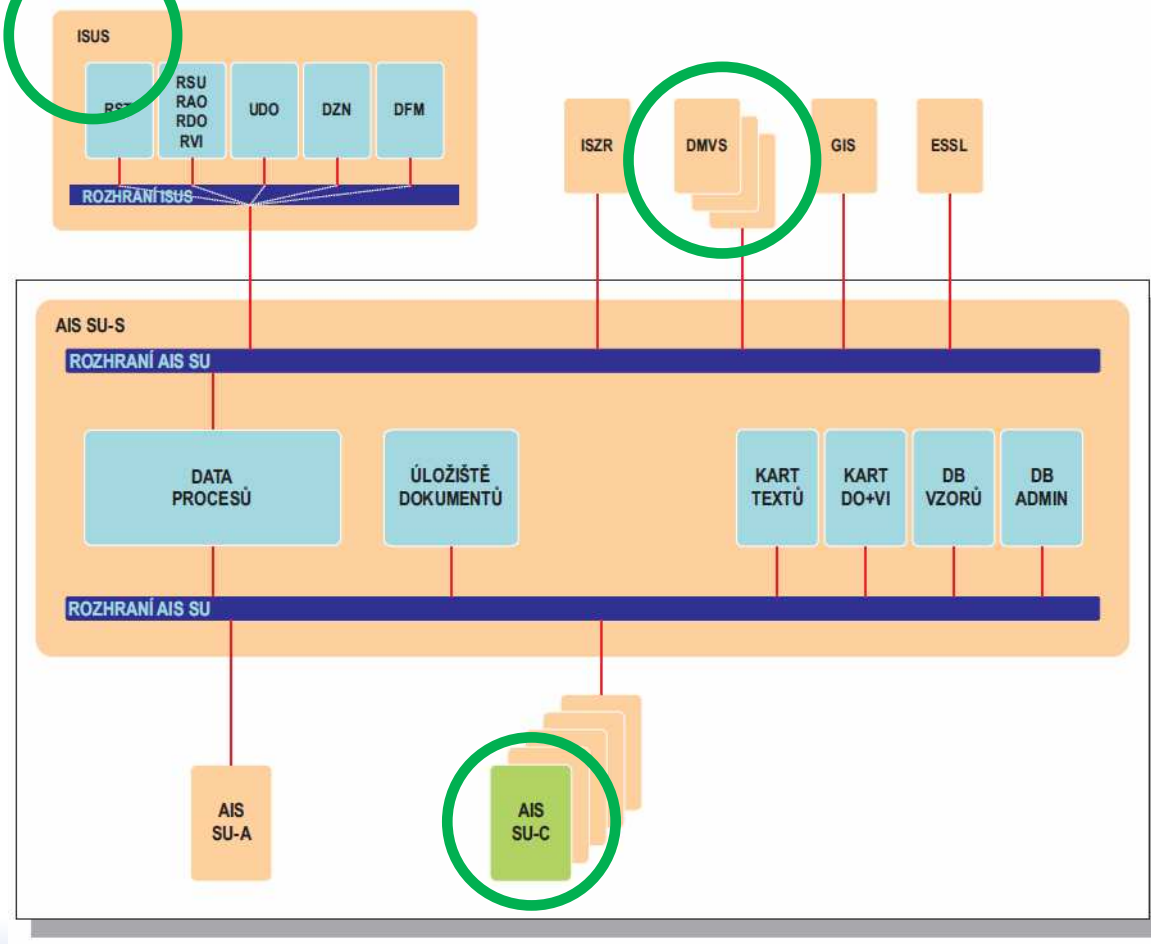 ISUS
RST
RSU
RAO
RDO
RVI
UDO
DZN
DFM
ROZHRANÍ ISUS
ISZR
DMVS
GIS
ESSL
AIS SU-S
ROZHRANÍ AIS SU
DATA
PROCESŮ
ÚLOŽIŠTĚ
DOKUMENTŮ
KART
TEXTŮ
KART
DO+VI
DB
VZORŮ
DB
ADMIN
ROZHRANÍ AIS SU
AIS
SU-A
AIS
SU-C